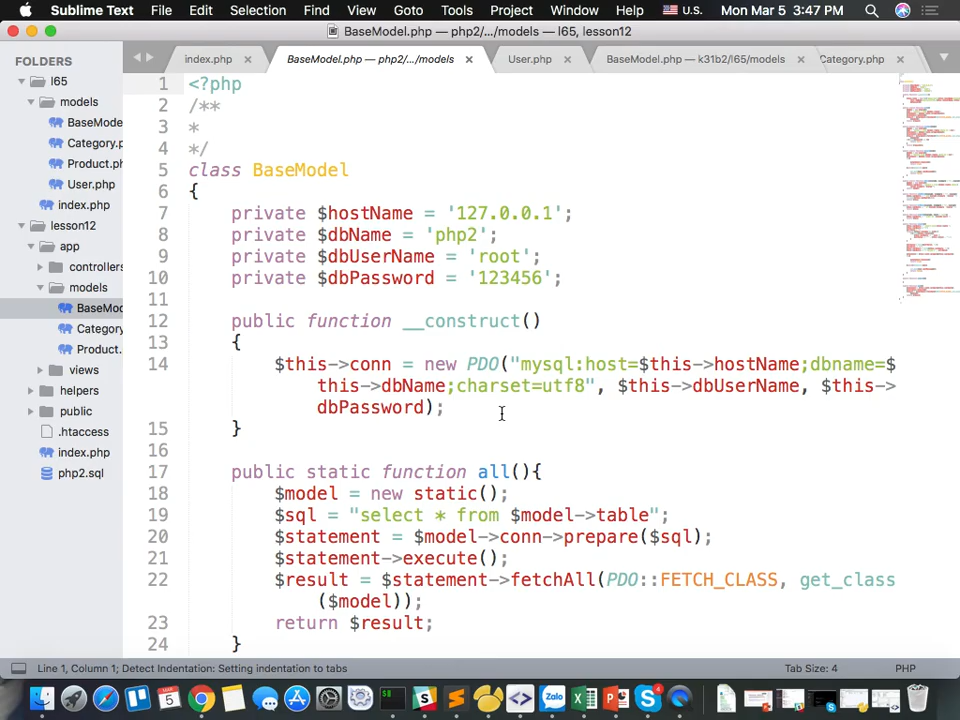 Sublime Text File Edit Selection Find View Goto Tools Project Window Help U.S. Mon Mar 5 3:47 PM
BaseModel.php — php2/.../models — l65, lesson12
FOLDERS
l65
models
BaseMode
Category.p
Product.ph
User.php
index.php
lesson12
app
controllers
models
BaseMod
Category
Product.
views
helpers
public
.htaccess
index.php
php2.sql
index.php
BaseModel.php — php2/.../models
User.php
BaseModel.php — k31b2/l65/models
Category.php
1 <?php
2 /**
3 *
4 */
5 class BaseModel
6 {
7 private $hostName = '127.0.0.1';
8 private $dbName = 'php2';
9 private $dbUserName = 'root';
10 private $dbPassword = '123456';
11
12 public function __construct()
13 {
14 $this->conn = new PDO("mysql:host=$this->hostName;dbname=$
this->dbName;charset=utf8", $this->dbUserName, $this->
dbPassword);
15 }
16
17 public static function all(){
18 $model = new static();
19 $sql = "select * from $model->table";
20 $statement = $model->conn->prepare($sql);
21 $statement->execute();
22 $result = $statement->fetchAll(PDO::FETCH_CLASS, get_class
($model));
23 return $result;
24 }
Line 1, Column 1; Detect Indentation: Setting indentation to tabs
Tab Size: 4
PHP
5
Zalo